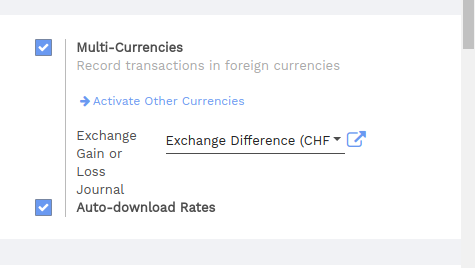 Multi-Currencies
Record transactions in foreign currencies
Activate Other Currencies
Exchange
Gain or
Loss
Journal
Exchange Difference (CHF
Auto-download Rates